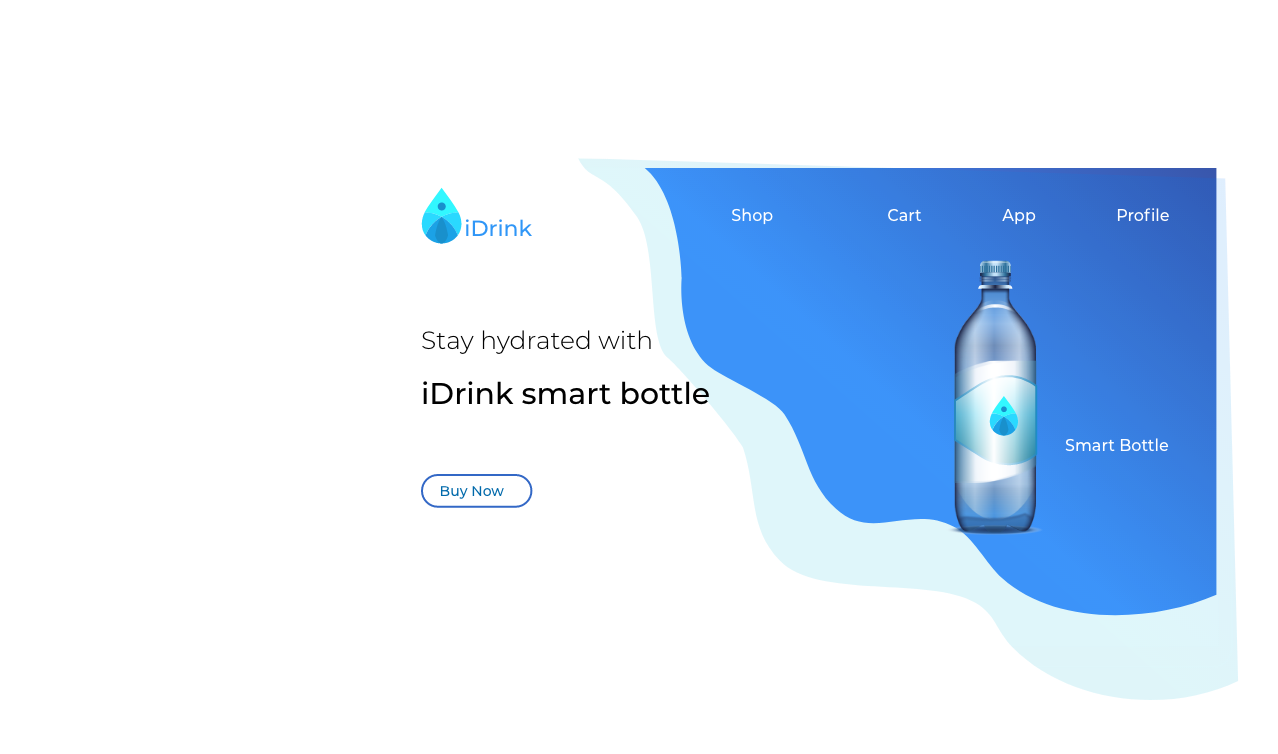 Shop Cart App Profile
iDrink
Stay hydrated with
iDrink smart bottle
Smart Bottle
Buy Now